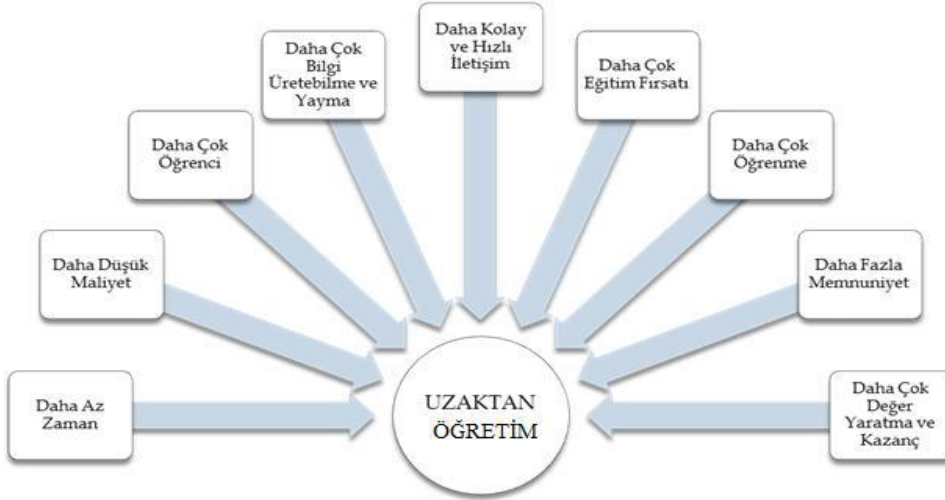 Daha Az
Zaman
Daha Düşük
Maliyet
Daha Çok
Öğrenci
Daha Çok
Bilgi
Üretebilme ve
Yayma
Daha Kolay
ve Hızlı
İletişim
Daha Çok
Eğitim Fırsatı
Daha Çok
Öğrenme
Daha Fazla
Memnuniyet
Daha Çok
Değer
Yaratma ve
Kazanç
UZAKTAN
ÖĞRETİM